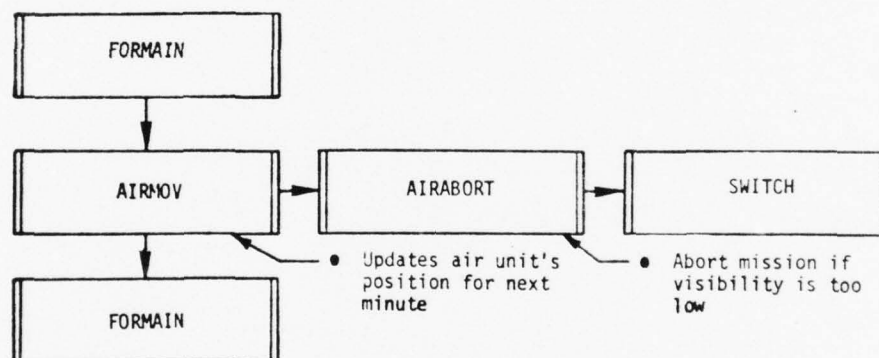 FORMAIN
AIRMOV
AIRABORT
SWITCH
• Updates air unit's
position for next
minute
• Abort mission if
visibility is too
low
FORMAIN